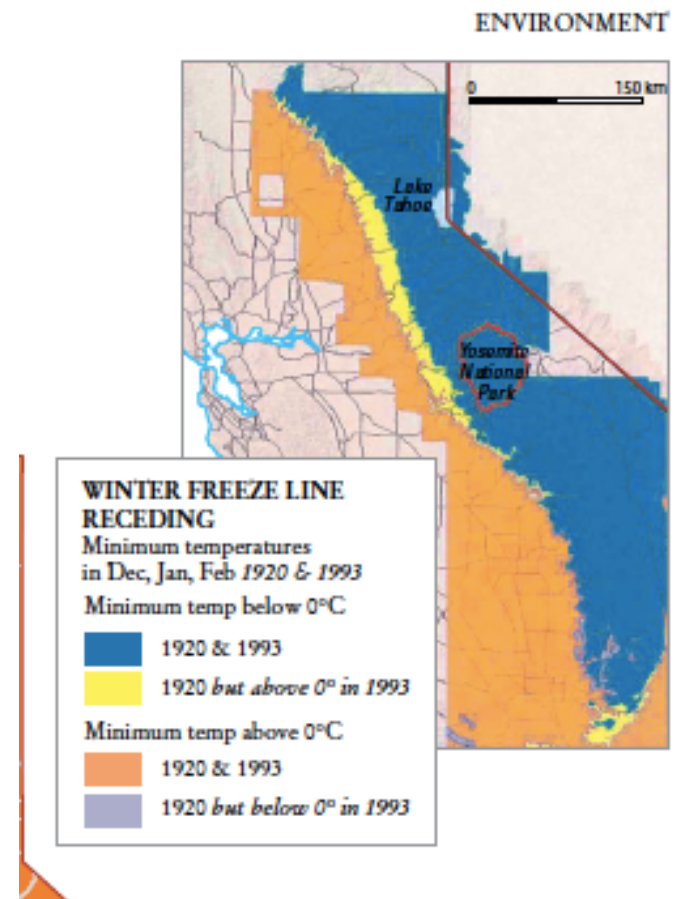 ENVIRONMENT
0 150 km
Lake
Tahoe
Yosemite
National
Park
WINTER FREEZE LINE
RECEDING
Minimum temperatures
in Dec, Jan, Feb 1920 & 1993
Minimum temp below 0°C
1920 & 1993
1920 but above 0° in 1993
Minimum temp above 0°C
1920 & 1993
1920 but below 0° in 1993